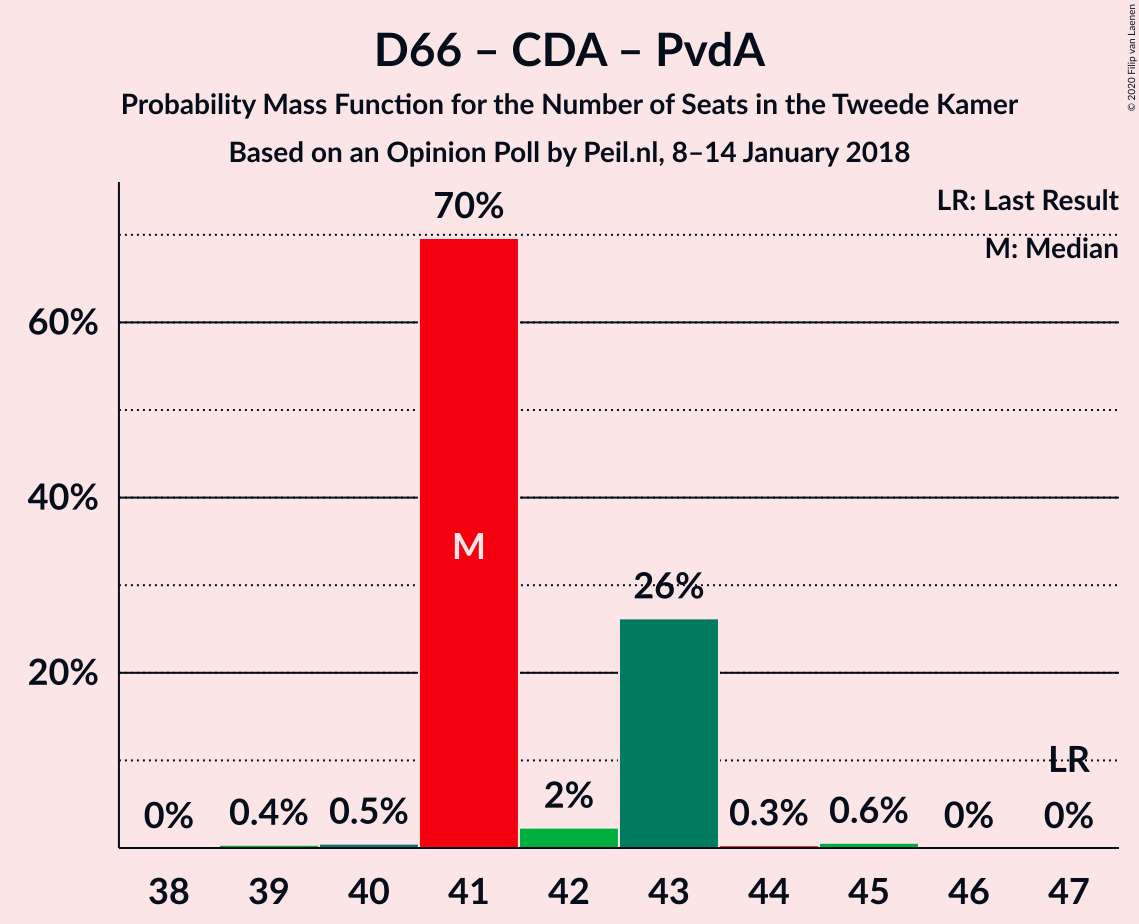 D66 – CDA – PvdA
Probability Mass Function for the Number of Seats in the Tweede Kamer
Based on an Opinion Poll by Peil.nl, 8–14 January 2018
© 2020 Filip van Laenen
LR: Last Result
M: Median
60%
40%
20%
0%
0.4%
0.5%
70%
M
2%
26%
0.3%
0.6%
0%
LR
0%
38 39 40 41 42 43 44 45 46 47